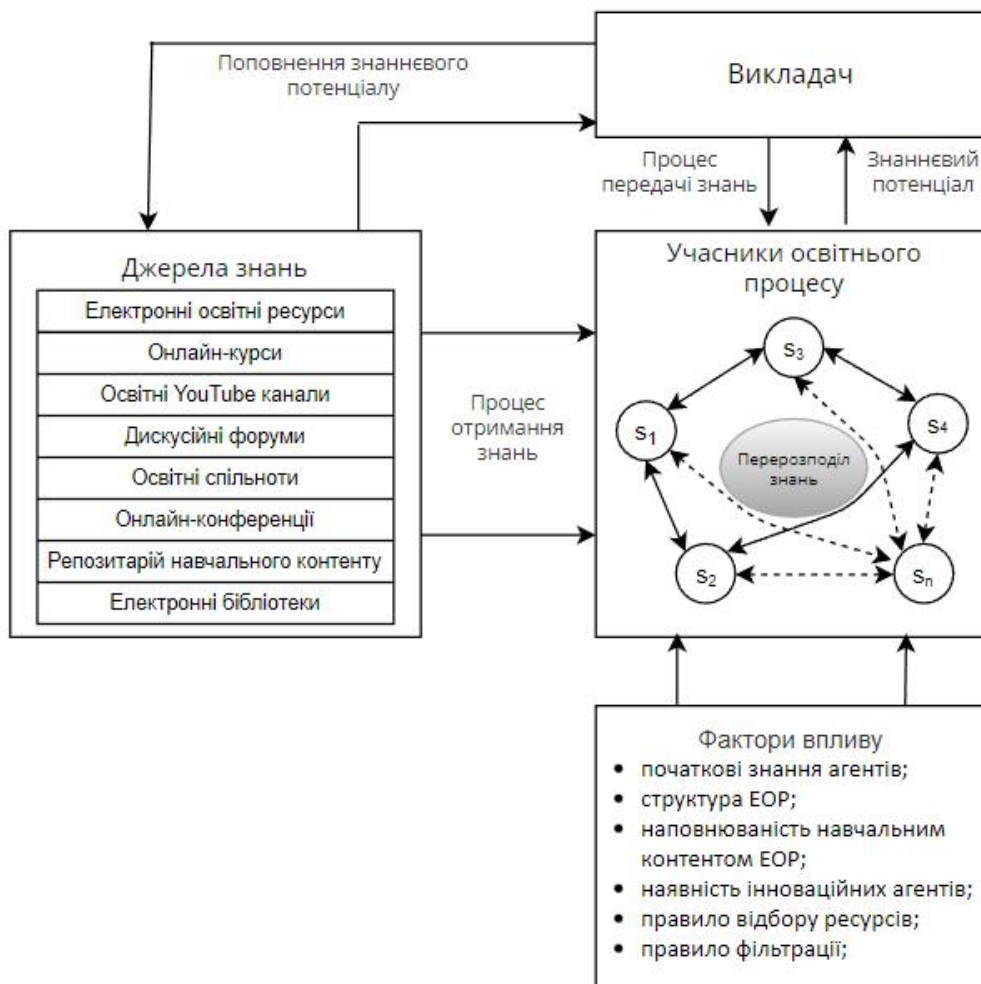 Поповнення знаннєвого
потенціалу
Викладач
Процес
передачі знань
Знаннєвий
потенціал
Джерела знань
Електронні освітні ресурси
Онлайн-курси
Освітні YouTube канали
Дискусійні форуми
Освітні спільноти
Онлайн-конференції
Репозитарій навчального контенту
Електронні бібліотеки
Процес
отримання
знань
Учасники освітнього
процесу
S3
S1
S4
Перерозподіл
знань
S2
Sn
Фактори впливу
• початкові знання агентів;
• структура ЕОР;
• наповнюваність навчальним
контентом ЕОР;
• наявність інноваційних агентів;
• правило відбору ресурсів;
• правило фільтрації;